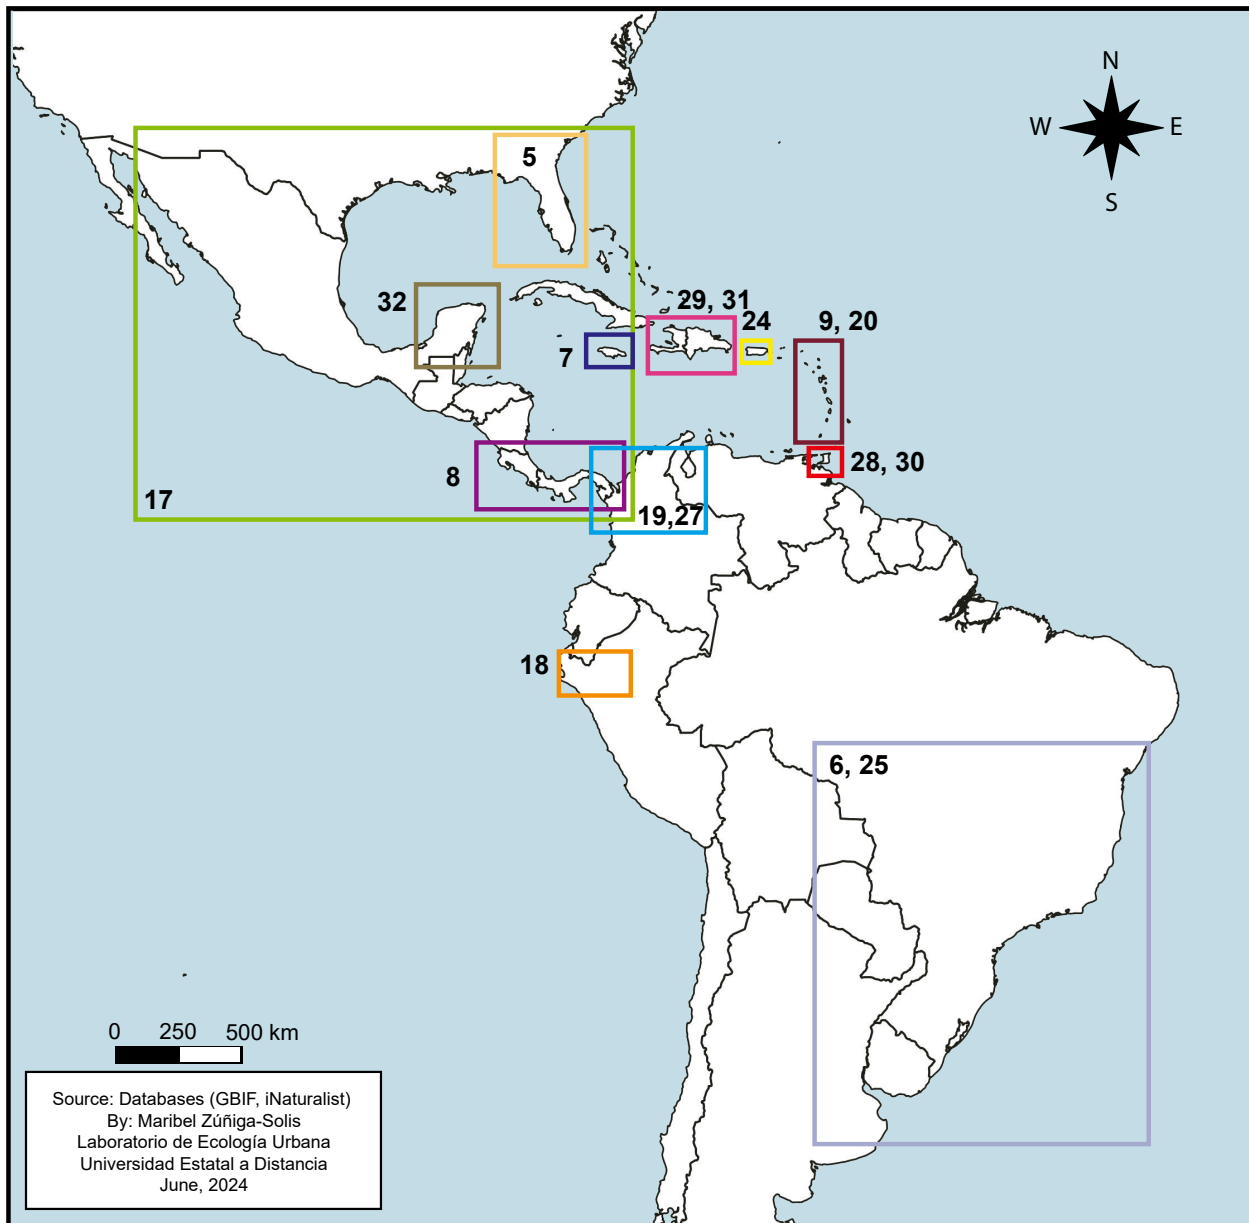 N
W E
S
5
32
29, 31
24
9, 20
7
28, 30
8
17
19,27
18
6, 25
0 250 500 km
Source: Databases (GBIF, iNaturalist)
By: Maribel Zúñiga-Solis
Laboratorio de Ecología Urbana
Universidad Estatal a Distancia
June, 2024